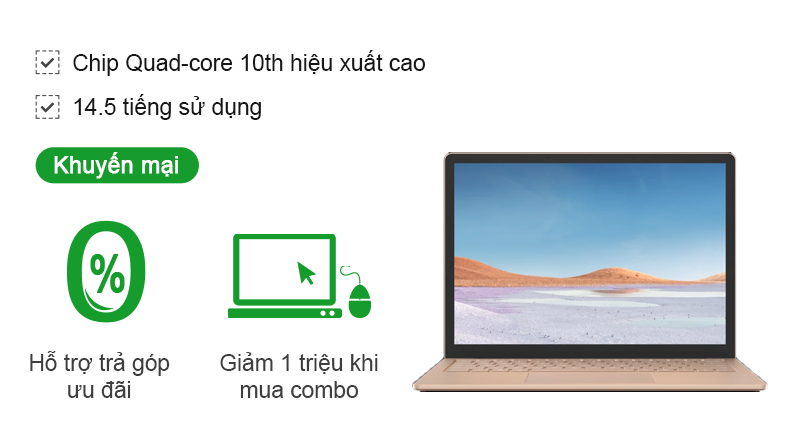 Chip Quad-core 10th hiệu xuất cao
14.5 tiếng sử dụng
Khuyến mại
0%
Hỗ trợ trả góp
ưu đãi
Giảm 1 triệu khi
mua combo